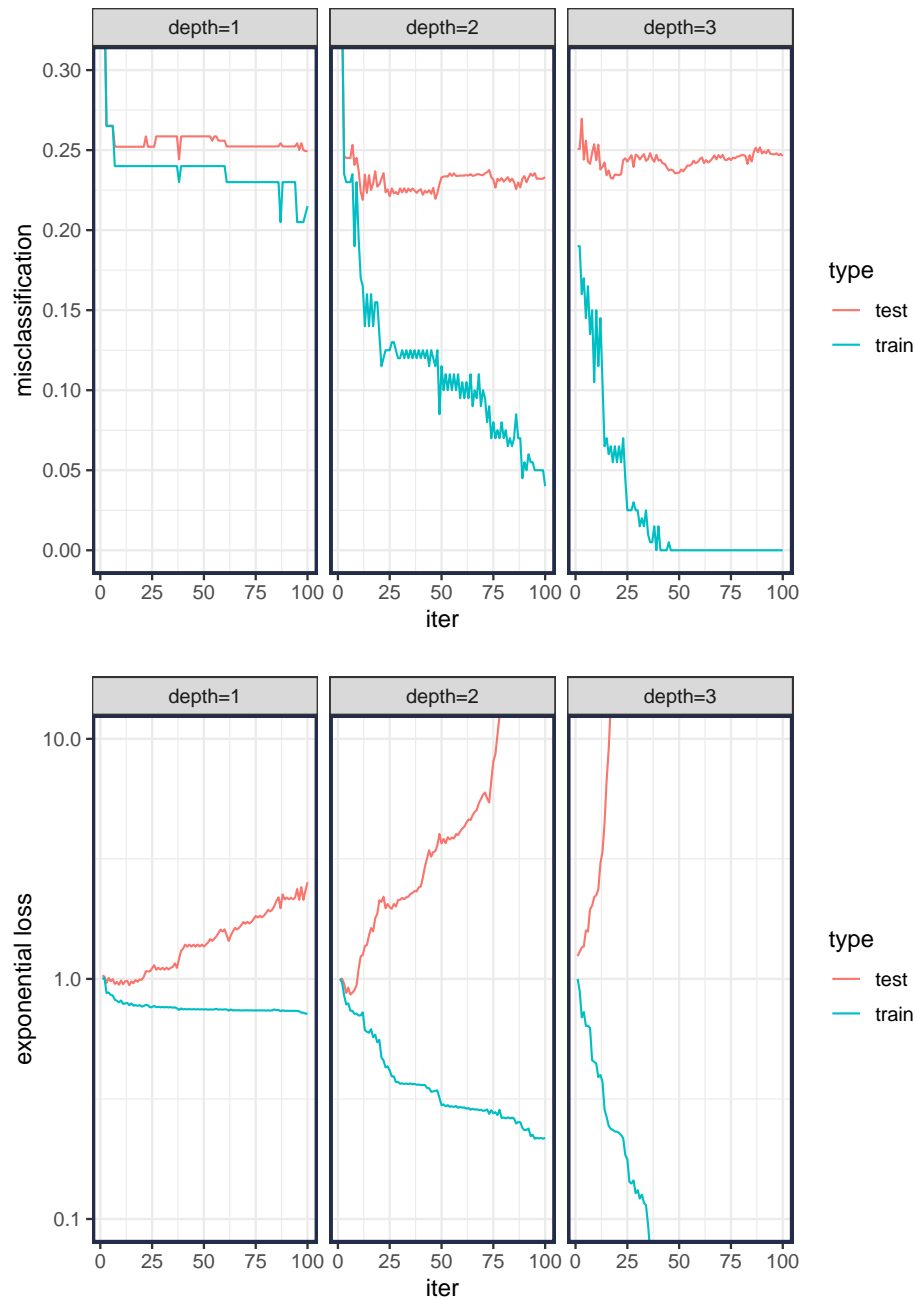 depth=1 depth=2 depth=3
0.30
0.25
0.20
0.15
0.10
0.05
0.00
misclassification
0 25 50 75 100 0 25 50 75 100 0 25 50 75 100
iter
type
test
train
depth=1 depth=2 depth=3
10.0
1.0
0.1
exponential loss
0 25 50 75 100 0 25 50 75 100 0 25 50 75 100
iter
type
test
train